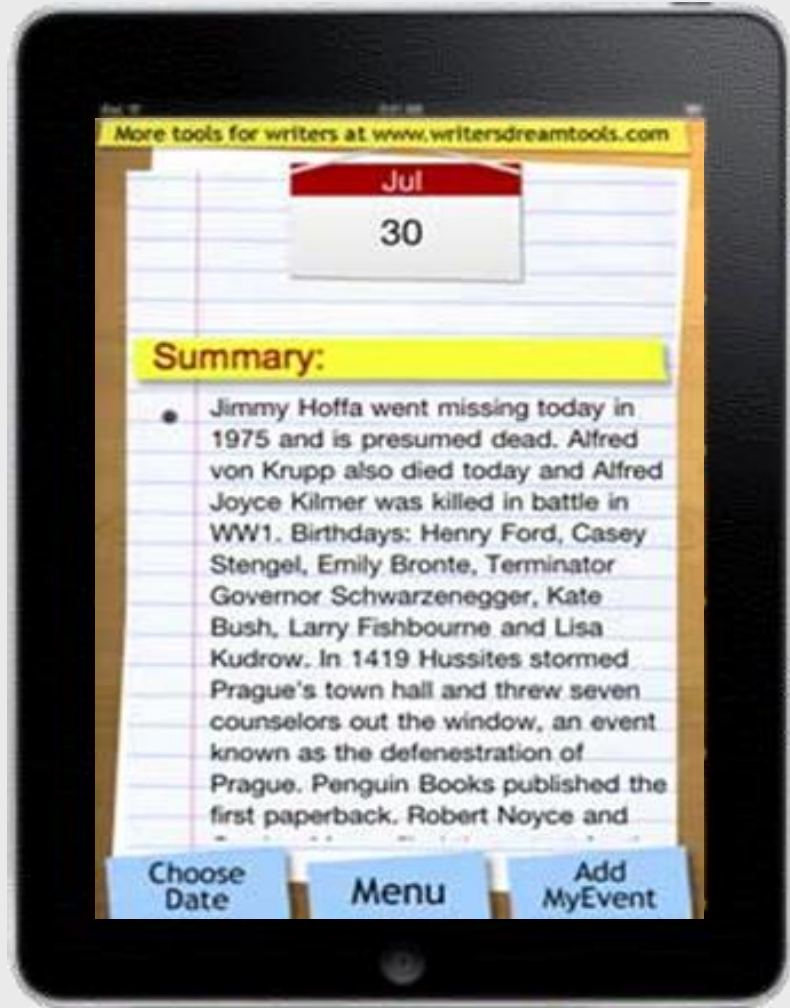 More tools for writers at www.writersdreamtools.com
Jul
30
Summary:
• Jimmy Hoffa went missing today in
1975 and is presumed dead. Alfred
von Krupp also died today and Alfred
Joyce Kilmer was killed in battle in
WW1. Birthdays: Henry Ford, Casey
Stengel, Emily Bronte, Terminator
Governor Schwarzenegger, Kate
Bush, Larry Fishbourne and Lisa
Kudrow. In 1419 Hussites stormed
Prague's town hall and threw seven
counselors out the window, an event
known as the defenestration of
Prague. Penguin Books published the
first paperback. Robert Noyce and
Choose
Date
Menu
Add
MyEvent